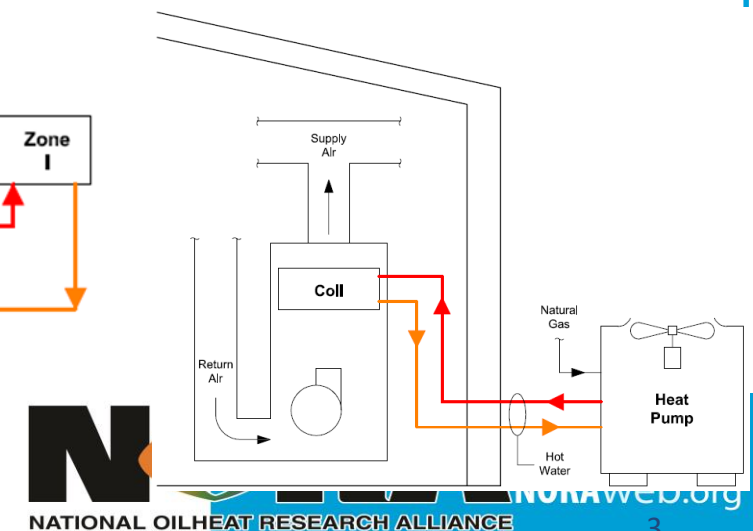 Zone
I
Supply
Air
Coil
Return
Air
Natural
Gas
Heat
Pump
Hot
Water
NORAweb.org
NATIONAL OILHEAT RESEARCH ALLIANCE
3